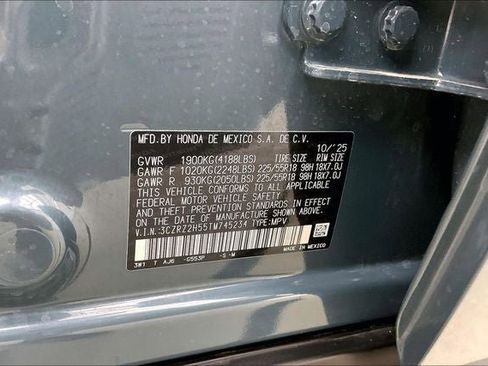 MFD.BY HONDA DE MEXICO S.A. DE C.V.
10/'25
GVWR 1900KG(4188LBS) TIRE SIZE RIM SIZE
GAWR F 1020KG(2248LBS) 225/55R18 98H 18X7.0J
GAWR R 930KG(2050LBS) 225/55R18 98H 18X7.0J
THIS VEHICLE CONFORMS TO ALL APPLICABLE
FEDERAL MOTOR VEHICLE SAFETY
STANDARDS IN EFFECT ON THE DATE OF
MANUFACTURE SHOWN ABOVE.
V.I.N.:3CZRZ2H55TM745234 TYPE:MPV
3W1 T AJ6 -G553P -S -M
MADE IN MEXICO